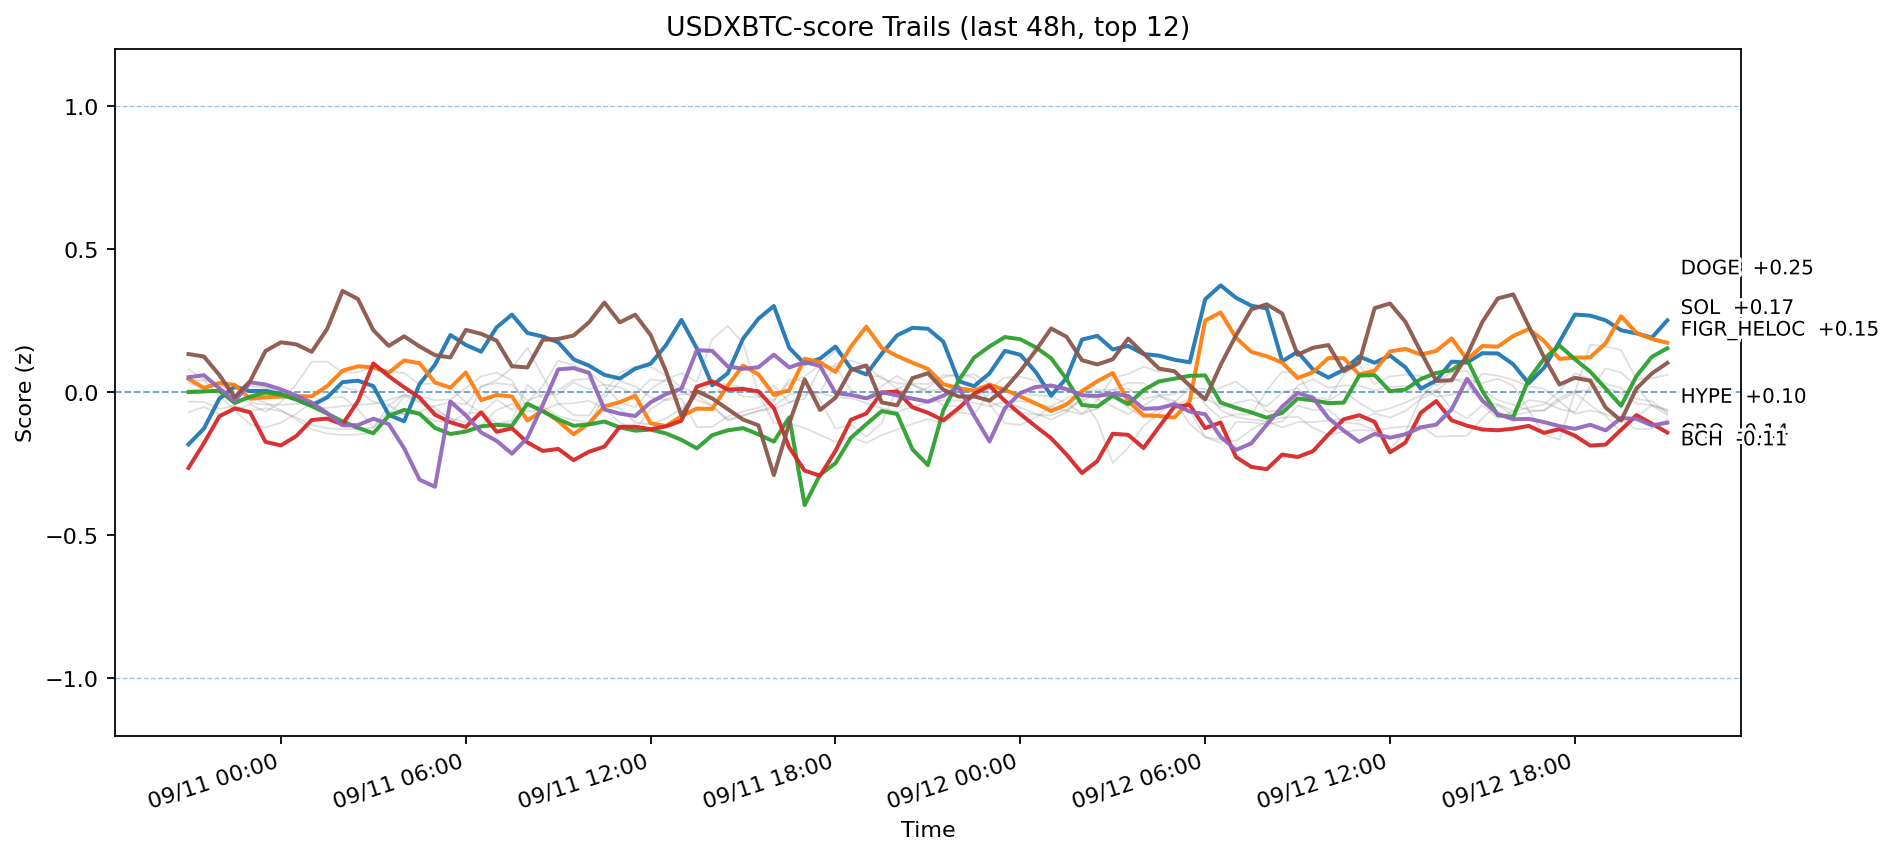 USDXBTC-score Trails (last 48h, top 12)
Score (z)
1.0
0.5
0.0
−0.5
−1.0
DOGE +0.25
SOL +0.17
FIGR_HELOC +0.15
HYPE +0.10
BCH -0.11
09/11 00:00
09/11 06:00
09/11 12:00
09/11 18:00
09/12 00:00
09/12 06:00
09/12 12:00
09/12 18:00
Time